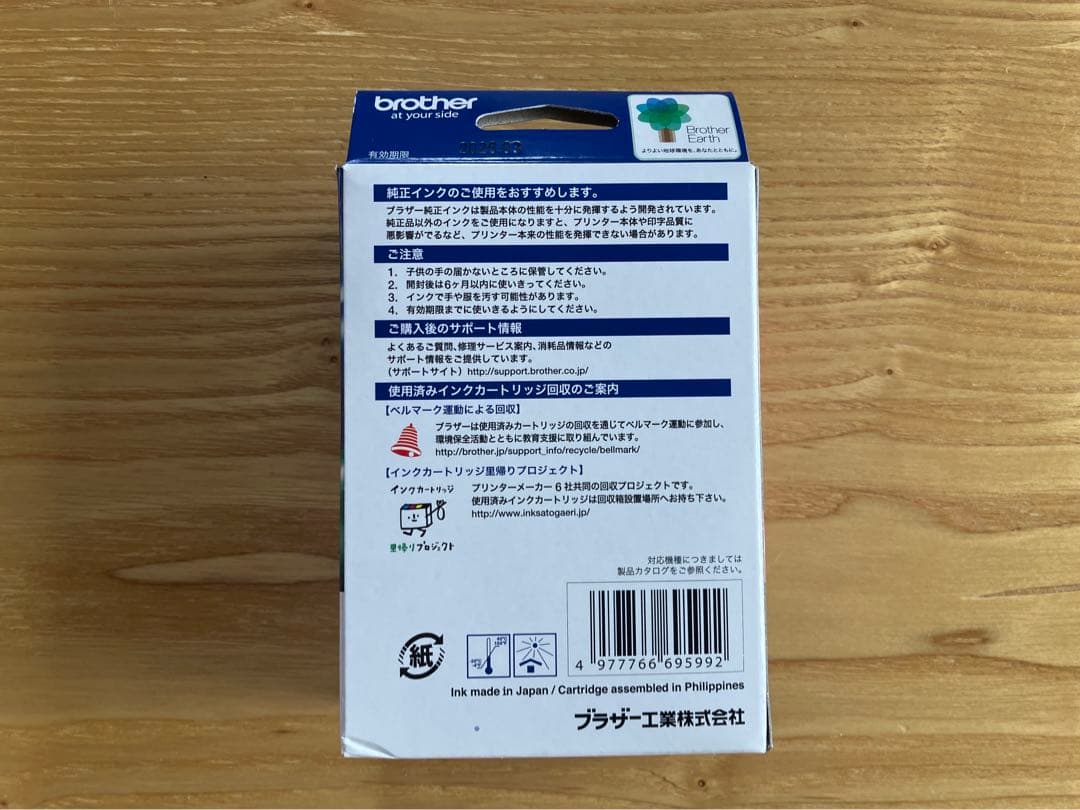 brother
at your side
Brother
Earth
よりよい地球環境を、あなたとともに。
有効期限
純正インクのご使用をおすすめします。
ブラザー純正インクは製品本体の性能を十分に発揮するよう開発されています。
純正品以外のインクをご使用になりますと、プリンター本体や印字品質に
悪影響がでるなど、プリンター本来の性能を発揮できない場合があります。
ご注意
1. 子供の手の届かないところに保管してください。
2. 開封後は6ヶ月以内に使いきってください。
3. インクで手や服を汚す可能性があります。
4. 有効期限までに使いきるようにしてください。
ご購入後のサポート情報
よくあるご質問、修理サービス案内、消耗品情報などの
サポート情報をご提供しています。
(サポートサイト) http://support.brother.co.jp/
使用済みインクカートリッジ回収のご案内
【ベルマーク運動による回収】
ブラザーは使用済みカートリッジの回収を通じてベルマーク運動に参加し、
環境保全活動とともに教育支援に取り組んでいます。
http://brother.jp/support_info/recycle/bellmark/
【インクカートリッジ里帰りプロジェクト】
インクカートリッジ
里帰りプロジェクト
プリンターメーカー6社共同の回収プロジェクトです。
使用済みインクカートリッジは回収箱設置場所へお持ち下さい。
http://www.inksatogaeri.jp/
対応機種につきましては
製品カタログをご参照ください。
紙
4 977766 695992
Ink made in Japan / Cartridge assembled in Philippines
ブラザー工業株式会社